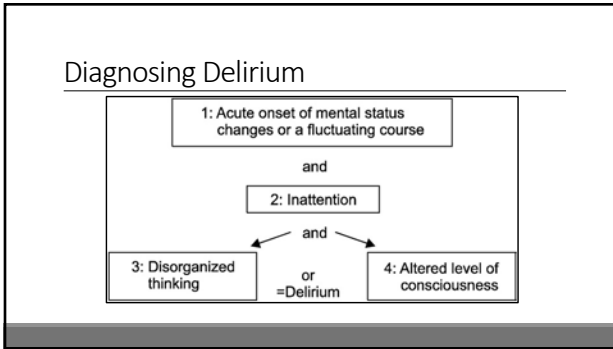 Diagnosing Delirium
1: Acute onset of mental status
changes or a fluctuating course
and
2: Inattention
and
3: Disorganized
thinking
or
=Delirium
4: Altered level of
consciousness